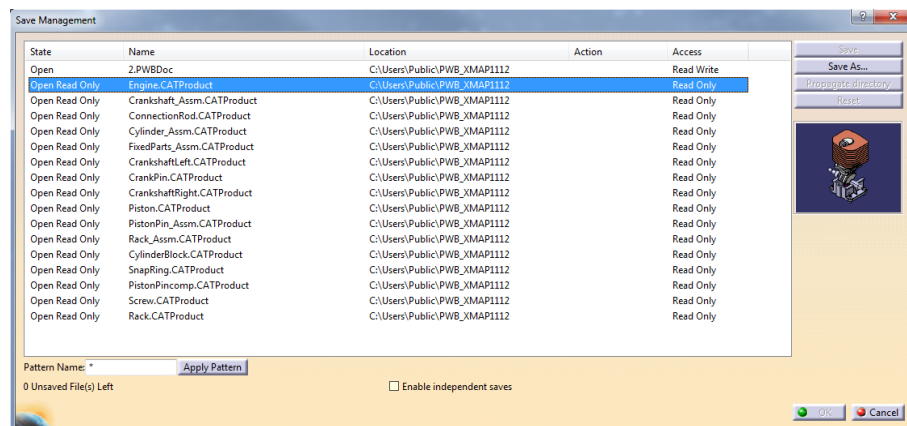 Save Management
State Name Location Action Access
Open 2.PWBDoc C:\Users\Public\PWB_XMAP1112 Read Write
Open Read Only Engine.CATProduct C:\Users\Public\PWB_XMAP1112 Read Only
Open Read Only Crankshaft_Assm.CATProduct C:\Users\Public\PWB_XMAP1112 Read Only
Open Read Only ConnectionRod.CATProduct C:\Users\Public\PWB_XMAP1112 Read Only
Open Read Only Cylinder_Assm.CATProduct C:\Users\Public\PWB_XMAP1112 Read Only
Open Read Only FixedParts_Assm.CATProduct C:\Users\Public\PWB_XMAP1112 Read Only
Open Read Only CrankshaftLeft.CATProduct C:\Users\Public\PWB_XMAP1112 Read Only
Open Read Only CrankPin.CATProduct C:\Users\Public\PWB_XMAP1112 Read Only
Open Read Only CrankshaftRight.CATProduct C:\Users\Public\PWB_XMAP1112 Read Only
Open Read Only Piston.CATProduct C:\Users\Public\PWB_XMAP1112 Read Only
Open Read Only PistonPin_Assm.CATProduct C:\Users\Public\PWB_XMAP1112 Read Only
Open Read Only Rack_Assm.CATProduct C:\Users\Public\PWB_XMAP1112 Read Only
Open Read Only CylinderBlock.CATProduct C:\Users\Public\PWB_XMAP1112 Read Only
Open Read Only SnapRing.CATProduct C:\Users\Public\PWB_XMAP1112 Read Only
Open Read Only PistonPincomp.CATProduct C:\Users\Public\PWB_XMAP1112 Read Only
Open Read Only Screw.CATProduct C:\Users\Public\PWB_XMAP1112 Read Only
Open Read Only Rack.CATProduct C:\Users\Public\PWB_XMAP1112 Read Only
Save
Save As...
Propagate directory
Reset
Pattern Name: * Apply Pattern
0 Unsaved File(s) Left Enable independent saves
OK Cancel